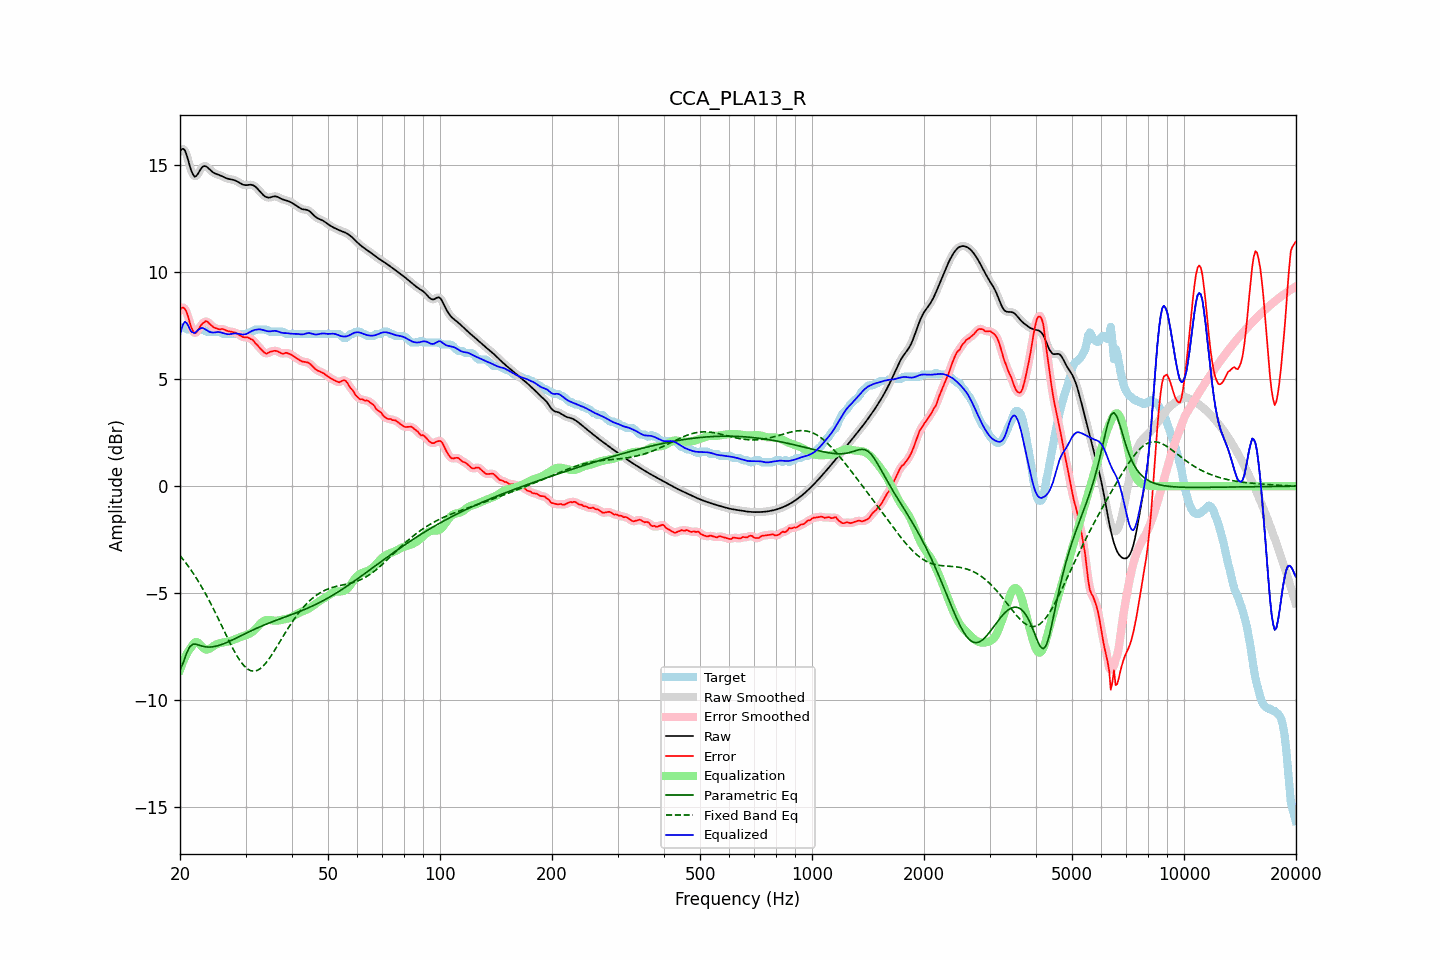 CCA_PLA13_R
Amplitude (dBr)
15
10
5
0
−5
−10
−15
Target
Raw Smoothed
Error Smoothed
Raw
Error
Equalization
Parametric Eq
Fixed Band Eq
Equalized
20
50
100
200
500
1000
2000
5000
10000
20000
Frequency (Hz)